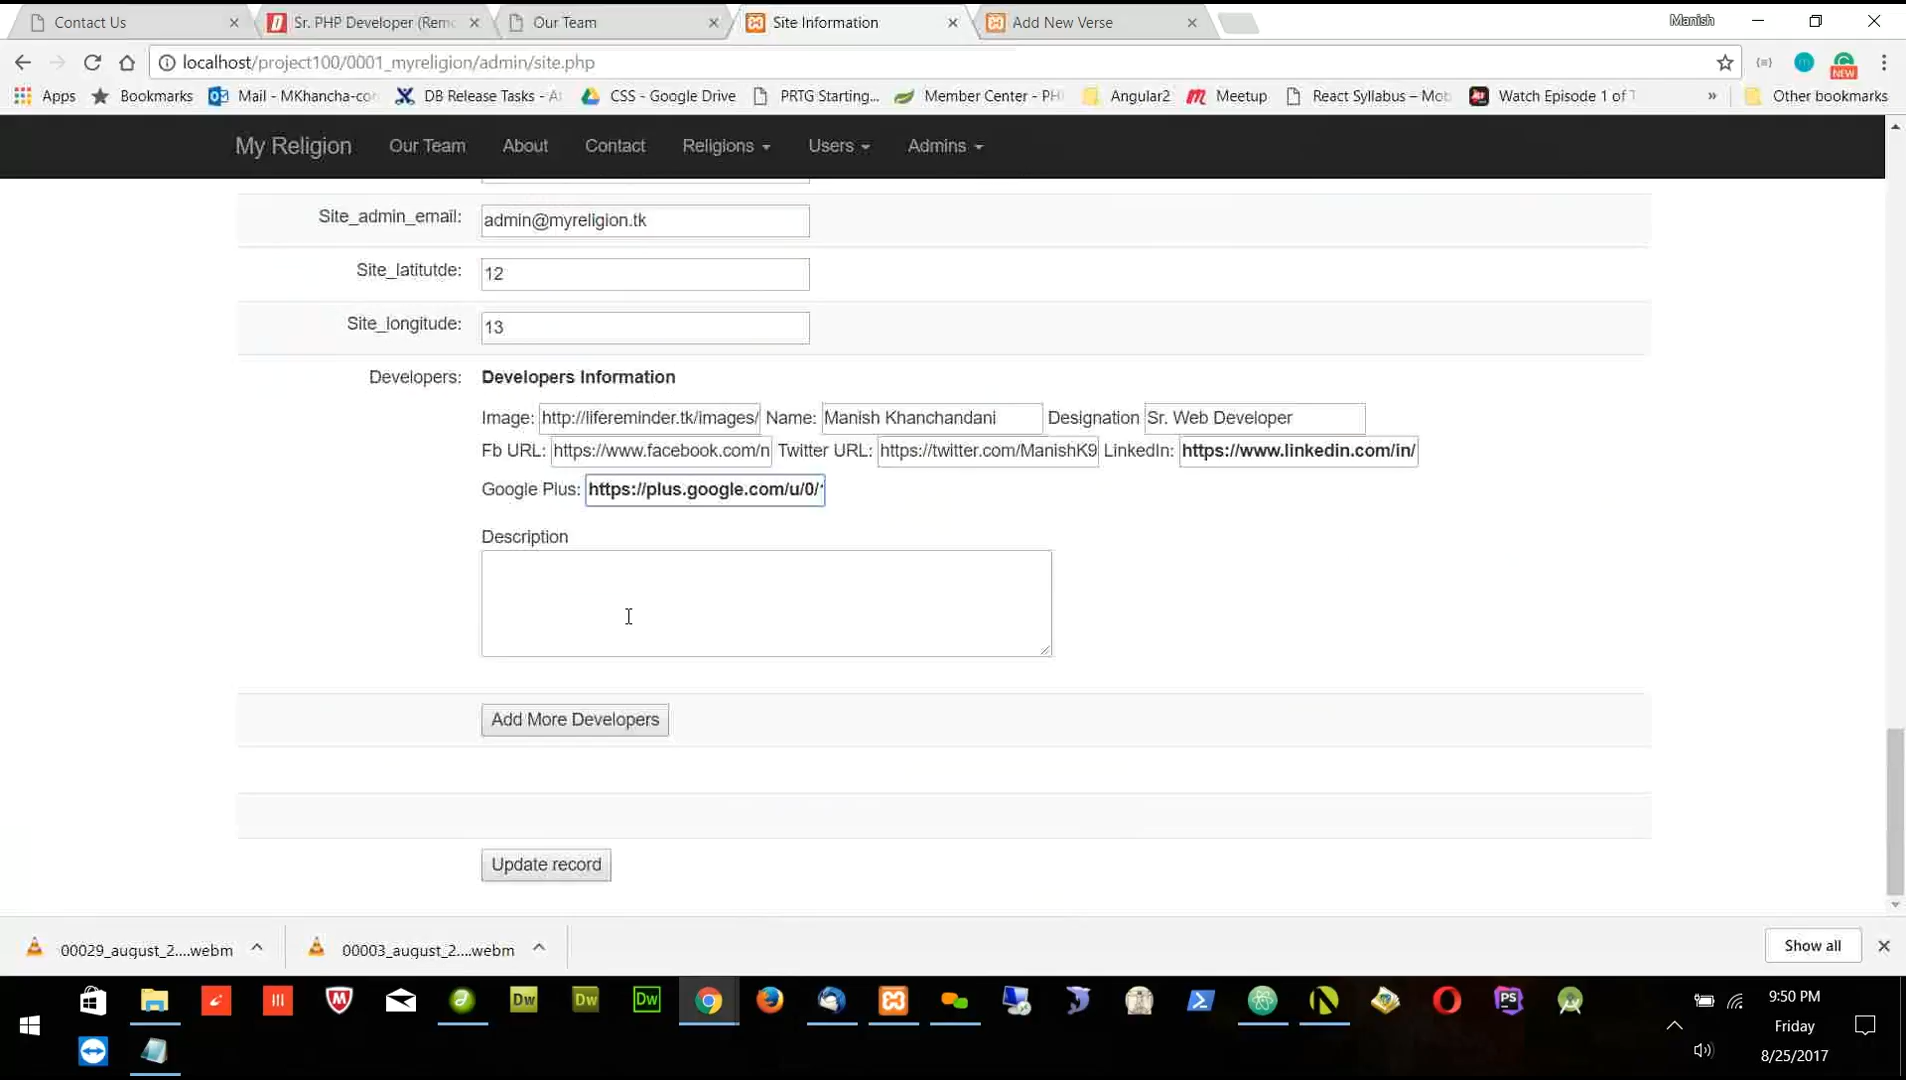 Contact Us
Sr. PHP Developer (Rem
Our Team
Site Information
Add New Verse
Manish
localhost/project100/0001_myreligion/admin/site.php
NEW
Apps
Bookmarks
Mail - MKhancha-co
DB Release Tasks - A
CSS - Google Drive
PRTG Starting...
Member Center - PH
Angular2
Meetup
React Syllabus – Mo
Watch Episode 1 of
»
Other bookmarks
My Religion
Our Team
About
Contact
Religions
Users
Admins
Site_admin_email: admin@myreligion.tk
Site_latitutde: 12
Site_longitude: 13
Developers: Developers Information
Image: http://lifereminder.tk/images/ Name: Manish Khanchandani Designation Sr. Web Developer
Fb URL: https://www.facebook.com/n Twitter URL: https://twitter.com/ManishK9 LinkedIn: https://www.linkedin.com/in/
Google Plus: https://plus.google.com/u/0/
Description
Add More Developers
Update record
00029_august_2....webm
00003_august_2....webm
Show all
Dw
Dw
Dw
PS
9:50 PM
Friday
8/25/2017